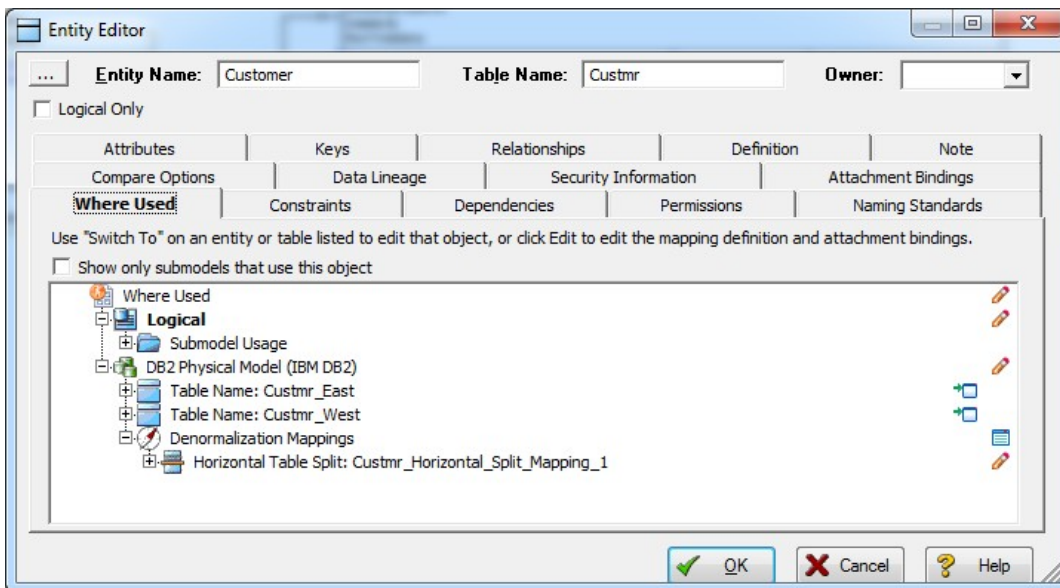 Entity Editor
... Entity Name: Customer Table Name: Custmr Owner:
Logical Only
Attributes Keys Relationships Definition Note
Compare Options Data Lineage Security Information Attachment Bindings
Where Used Constraints Dependencies Permissions Naming Standards
Use "Switch To" on an entity or table listed to edit that object, or click Edit to edit the mapping definition and attachment bindings.
Show only submodels that use this object
Where Used
Logical
Submodel Usage
DB2 Physical Model (IBM DB2)
Table Name: Custmr_East
Table Name: Custmr_West
Denormalization Mappings
Horizontal Table Split: Custmr_Horizontal_Split_Mapping_1
OK Cancel Help